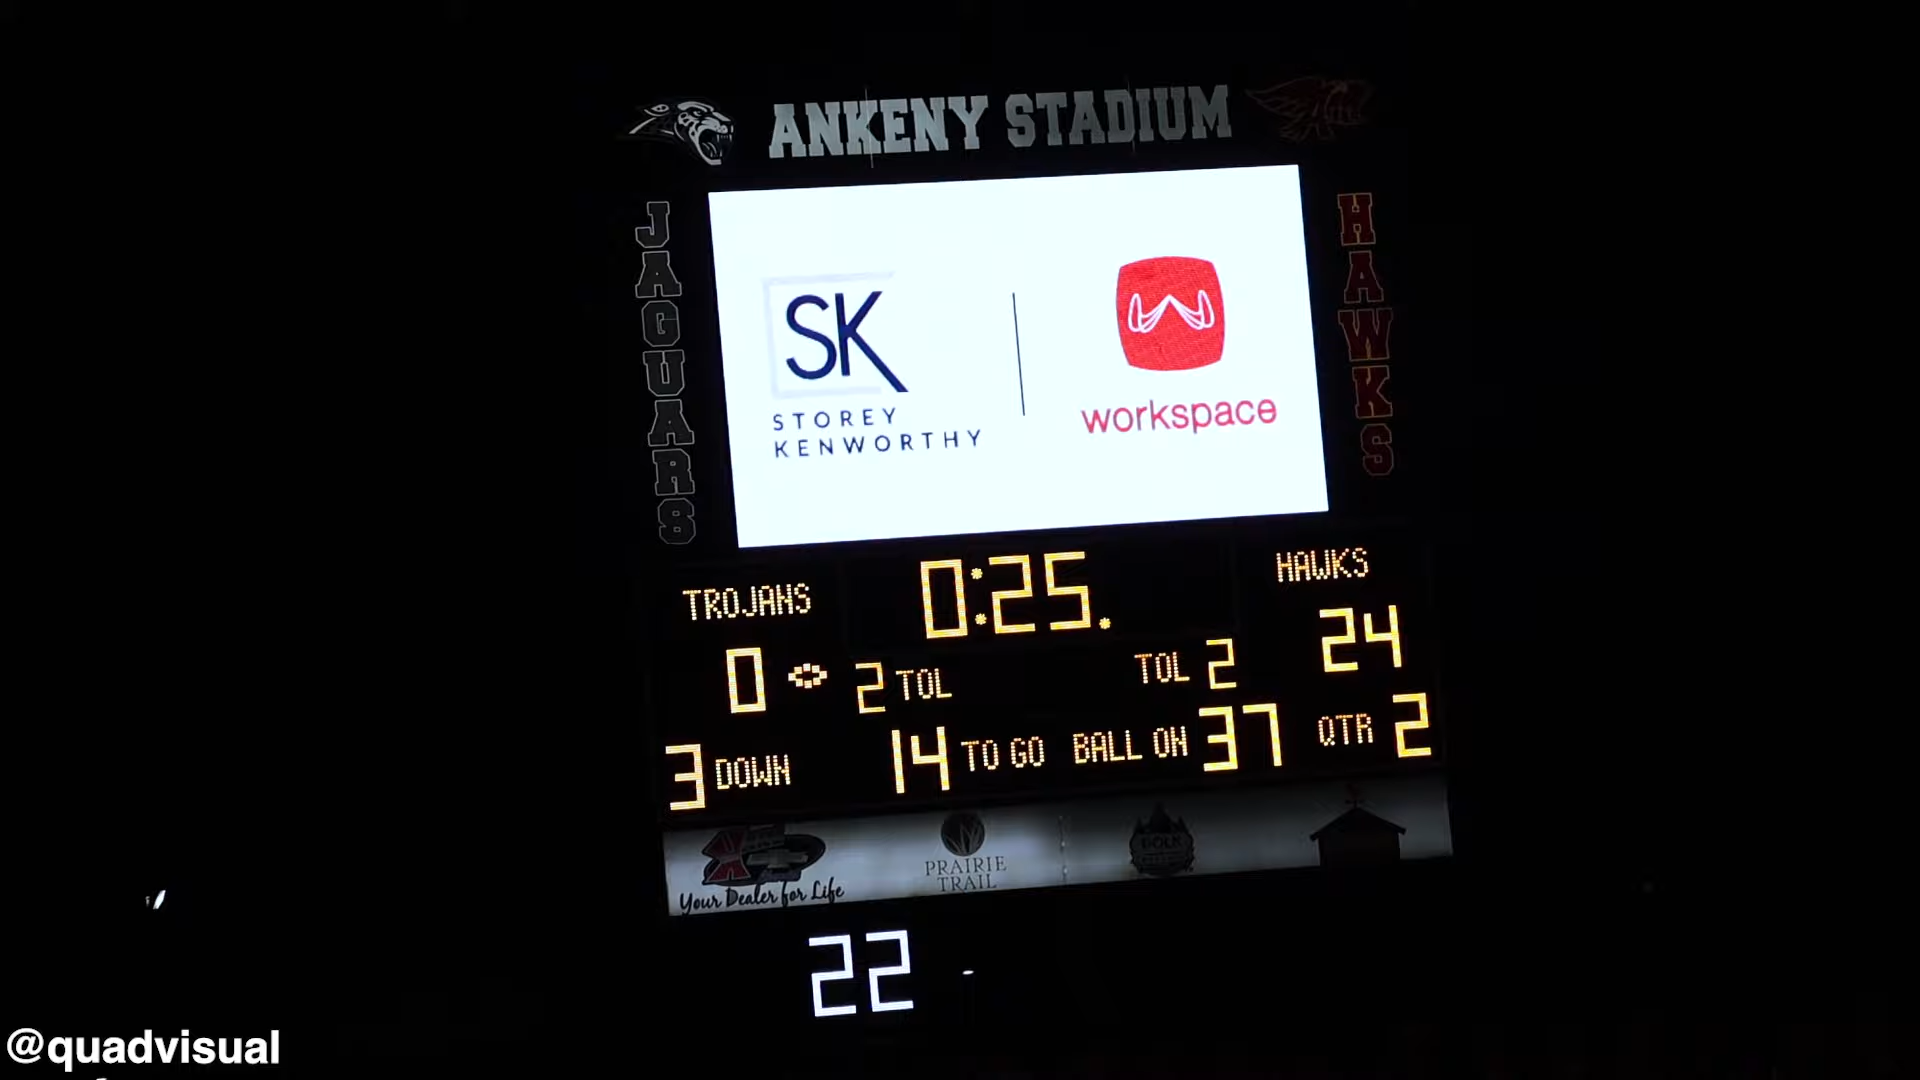 ANKENY STADIUM
JAGUARS
HAWKS
SK
STOREY
KENWORTHY
workspace
TROJANS
0:25.
HAWKS
0
2 TOL
TOL 2
24
3 DOWN
14 TO GO
BALL ON 37
QTR 2
Your Dealer for Life
PRAIRIE
TRAIL
22
@quadvisual